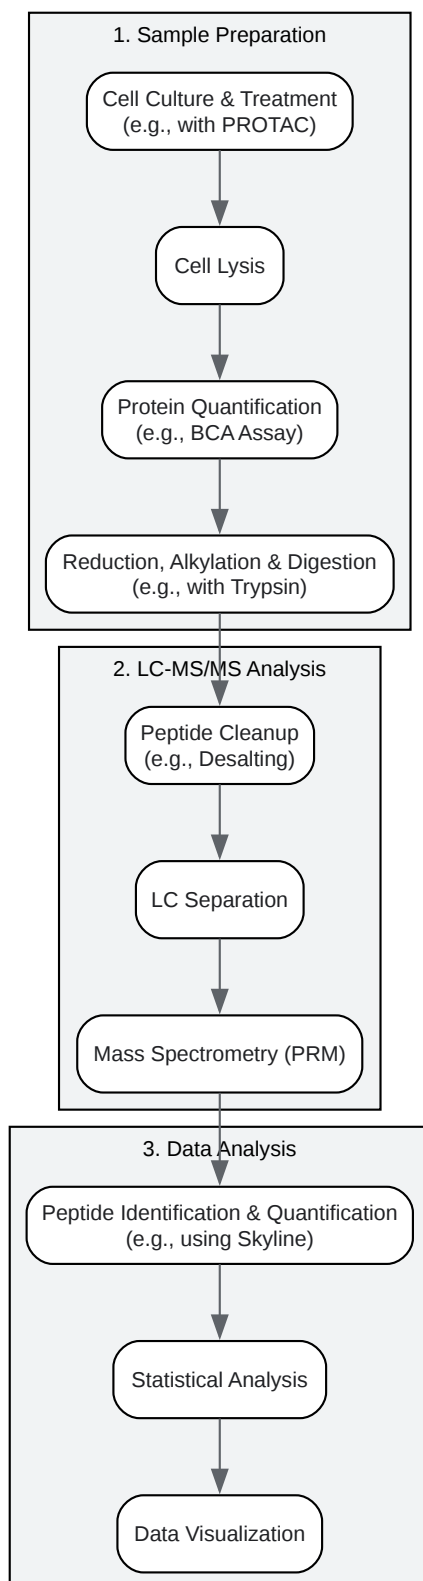 1. Sample Preparation
Cell Culture & Treatment
(e.g., with PROTAC)
Cell Lysis
Protein Quantification
(e.g., BCA Assay)
Reduction, Alkylation & Digestion
(e.g., with Trypsin)
2. LC-MS/MS Analysis
Peptide Cleanup
(e.g., Desalting)
LC Separation
Mass Spectrometry (PRM)
3. Data Analysis
Peptide Identification & Quantification
(e.g., using Skyline)
Statistical Analysis
Data Visualization